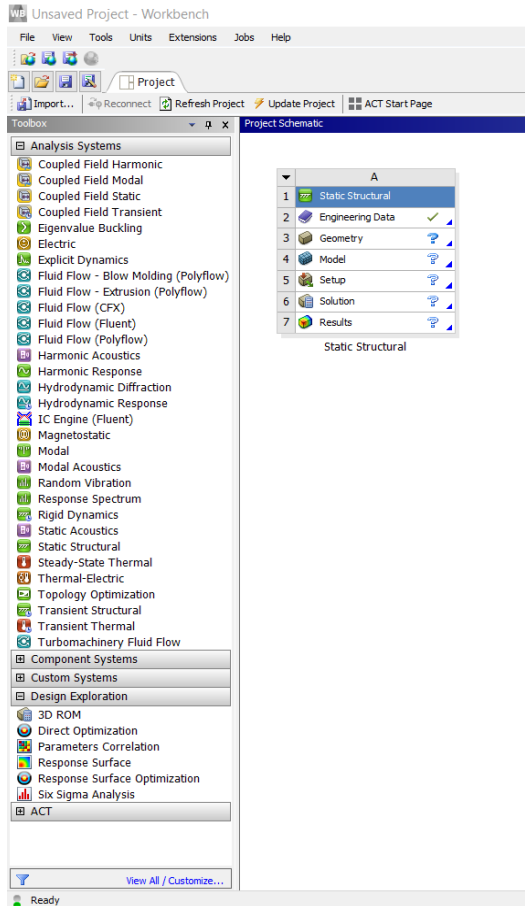 WB Unsaved Project - Workbench
File View Tools Units Extensions Jobs Help
Project
Import... Reconnect Refresh Project Update Project ACT Start Page
Toolbox
Project Schematic
Analysis Systems
Coupled Field Harmonic
Coupled Field Modal
Coupled Field Static
Coupled Field Transient
Eigenvalue Buckling
Electric
Explicit Dynamics
Fluid Flow - Blow Molding (Polyflow)
Fluid Flow - Extrusion (Polyflow)
Fluid Flow (CFX)
Fluid Flow (Fluent)
Fluid Flow (Polyflow)
Harmonic Acoustics
Harmonic Response
Hydrodynamic Diffraction
Hydrodynamic Response
IC Engine (Fluent)
Magnetostatic
Modal
Modal Acoustics
Random Vibration
Response Spectrum
Rigid Dynamics
Static Acoustics
Static Structural
Steady-State Thermal
Thermal-Electric
Topology Optimization
Transient Structural
Transient Thermal
Turbomachinery Fluid Flow
Component Systems
Custom Systems
Design Exploration
3D ROM
Direct Optimization
Parameters Correlation
Response Surface
Response Surface Optimization
Six Sigma Analysis
ACT
View All / Customize...
Ready
A
1 Static Structural
2 Engineering Data
3 Geometry ?
4 Model ?
5 Setup ?
6 Solution ?
7 Results ?
Static Structural